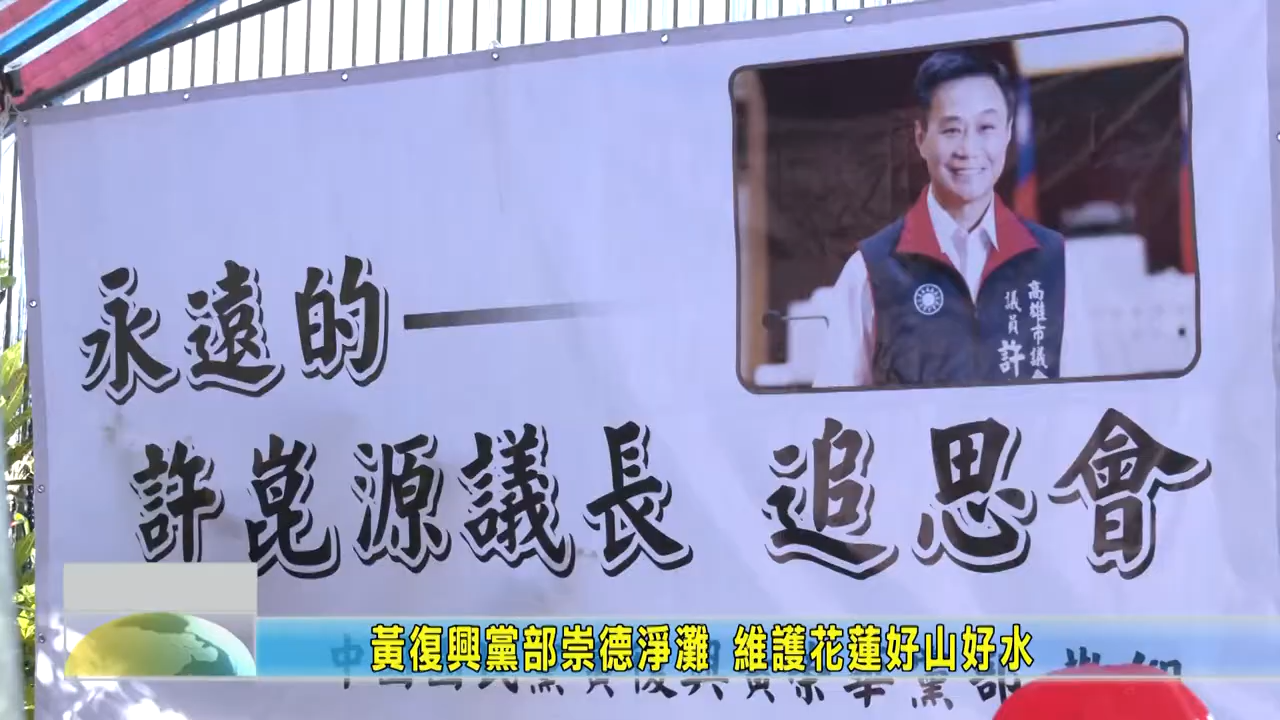 永遠的
許崑源議長 追思會
高雄市議會
議員 許
黃復興黨部崇德淨灘 維護花蓮好山好水